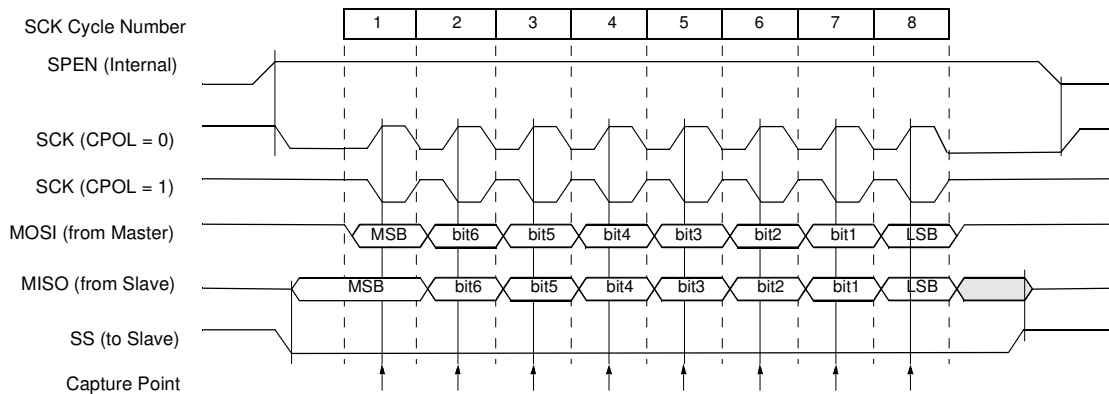 SCK Cycle Number 1 2 3 4 5 6 7 8
SPEN (Internal)
SCK (CPOL = 0)
SCK (CPOL = 1)
MOSI (from Master) MSB bit6 bit5 bit4 bit3 bit2 bit1 LSB
MISO (from Slave) MSB bit6 bit5 bit4 bit3 bit2 bit1 LSB
SS (to Slave)
Capture Point